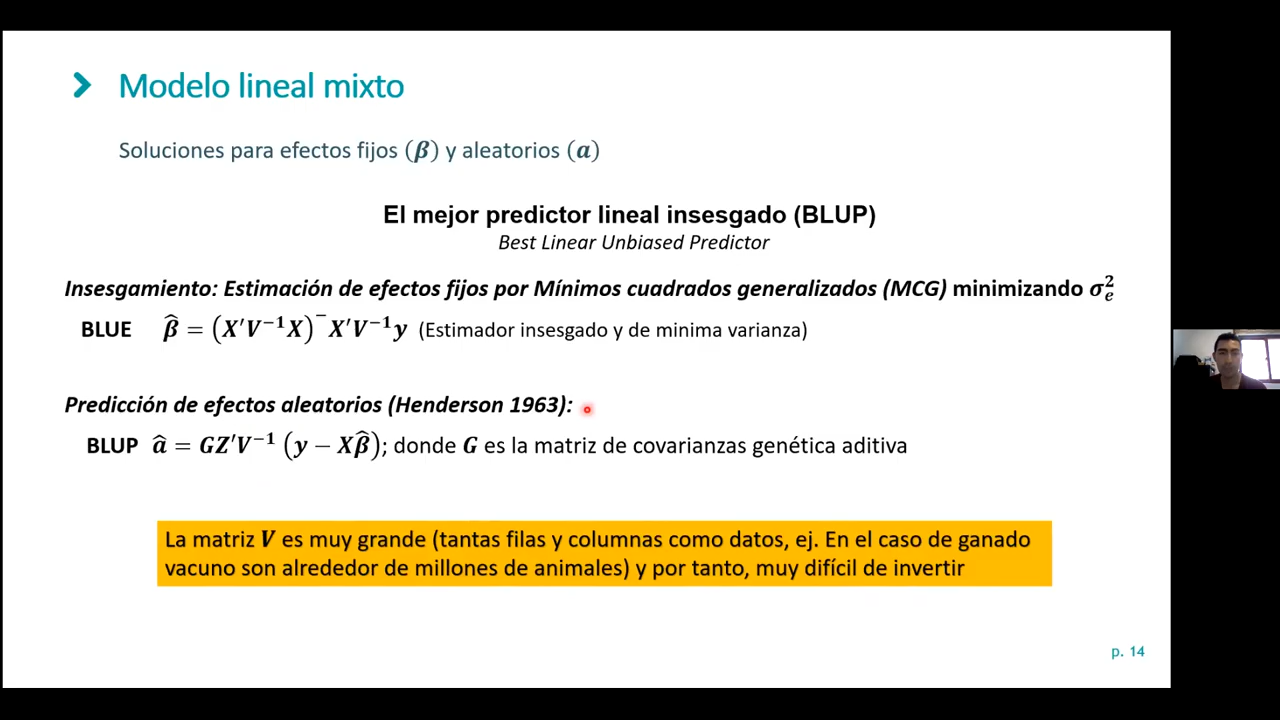 Modelo lineal mixto
Soluciones para efectos fijos (β) y aleatorios (a)
El mejor predictor lineal insesgado (BLUP)
Best Linear Unbiased Predictor
Insesgamiento: Estimación de efectos fijos por Mínimos cuadrados generalizados (MCG) minimizando σ²ₑ
BLUE β̂ = (X′V⁻¹X)⁻ X′V⁻¹y (Estimador insesgado y de minima varianza)
Predicción de efectos aleatorios (Henderson 1963):
BLUP â = GZ′V⁻¹ (y − Xβ̂); donde G es la matriz de covarianzas genética aditiva
La matriz V es muy grande (tantas filas y columnas como datos, ej. En el caso de ganado
vacuno son alrededor de millones de animales) y por tanto, muy difícil de invertir
p. 14